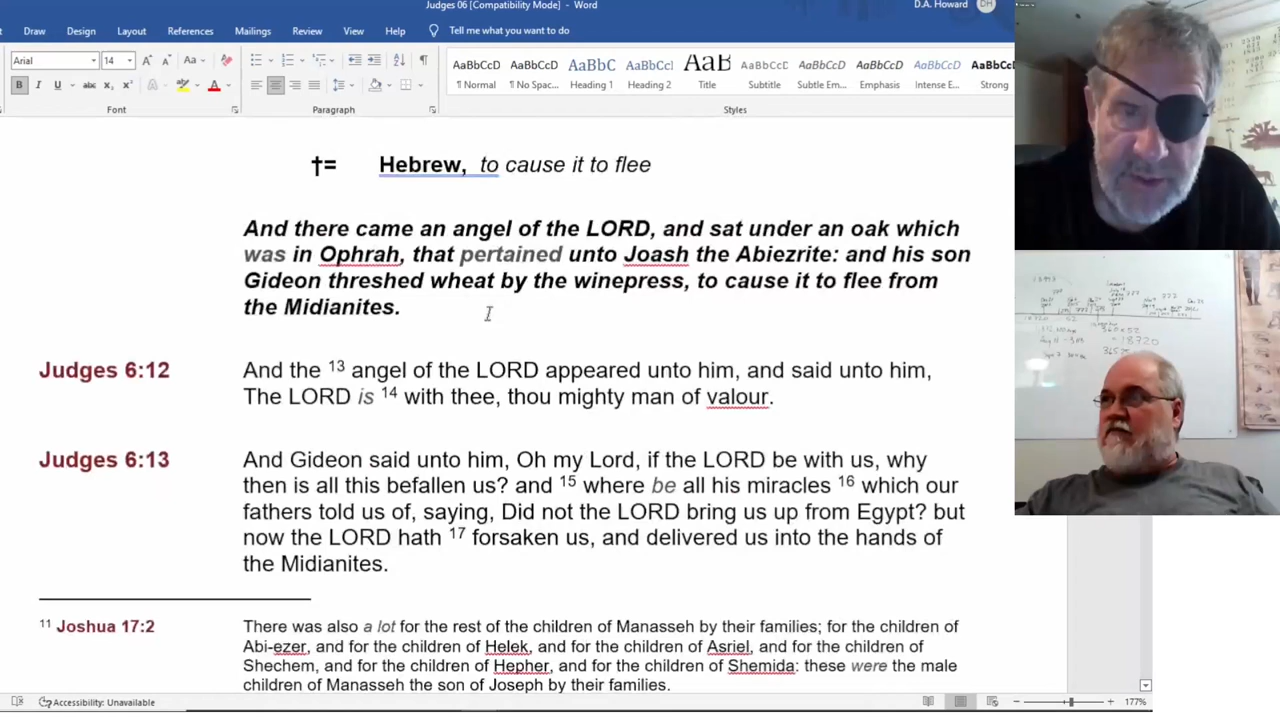 Judges 06 [Compatibility Mode] - Word
D.A. Howard DH
Draw Design Layout References Mailings Review View Help Tell me what you want to do
Arial 14
Font Paragraph Styles
AaBbCcD AaBbCcD AaBbC AaBbCc AaB AaBbCcD AaBbCcD AaBbCcD AaBbCcD AaBbCc
¶ Normal ¶ No Spac... Heading 1 Heading 2 Title Subtitle Subtle Em... Emphasis Intense E... Strong
†= Hebrew, to cause it to flee
And there came an angel of the LORD, and sat under an oak which
was in Ophrah, that pertained unto Joash the Abiezrite: and his son
Gideon threshed wheat by the winepress, to cause it to flee from
the Midianites.
Judges 6:12 And the 13 angel of the LORD appeared unto him, and said unto him,
The LORD is 14 with thee, thou mighty man of valour.
Judges 6:13 And Gideon said unto him, Oh my Lord, if the LORD be with us, why
then is all this befallen us? and 15 where be all his miracles 16 which our
fathers told us of, saying, Did not the LORD bring us up from Egypt? but
now the LORD hath 17 forsaken us, and delivered us into the hands of
the Midianites.
11 Joshua 17:2 There was also a lot for the rest of the children of Manasseh by their families; for the children of
Abi-ezer, and for the children of Helek, and for the children of Asriel, and for the children of
Shechem, and for the children of Hepher, and for the children of Shemida: these were the male
children of Manasseh the son of Joseph by their families.
Accessibility: Unavailable
177%
360x52
18720